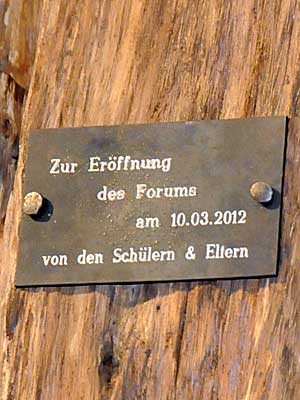 Zur Eröffnung
des Forums
am 10.03.2012
von den Schülern & Eltern